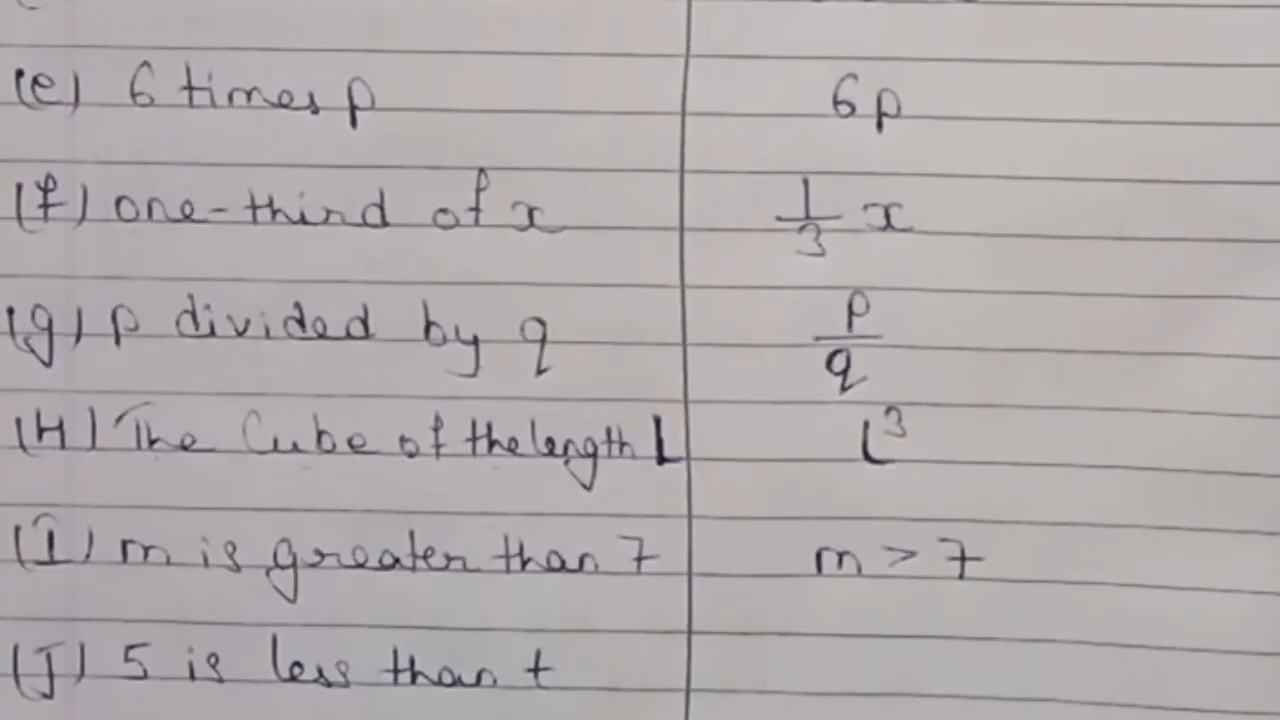 (e) 6 times p 6p
(f) one-third of x 1/3 x
(g) p divided by q p/q
(H) The Cube of the length L L³
(I) m is greater than 7 m > 7
(J) 5 is less than t